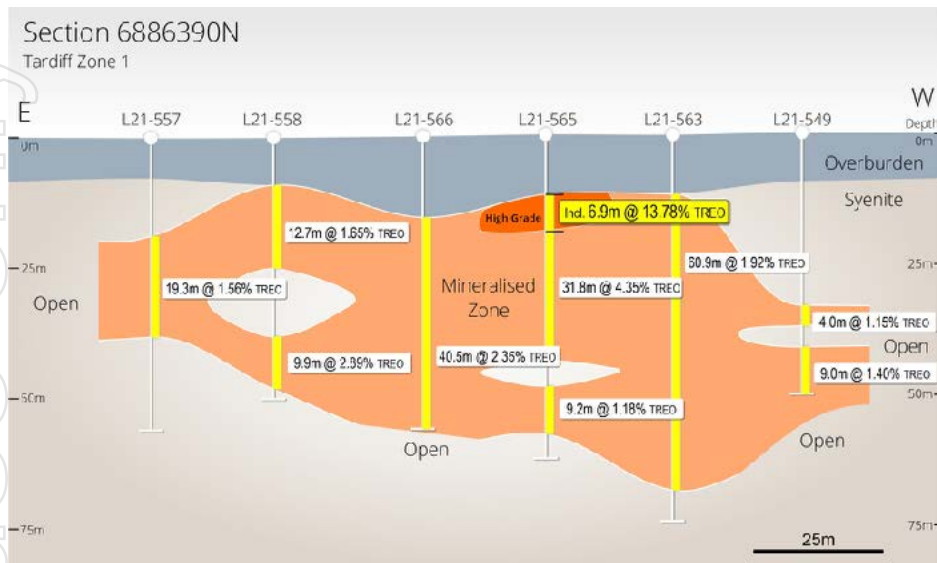 Section 6886390N
Tardiff Zone 1
E
W
L21-557
L21-558
L21-566
L21-565
L21-563
L21-549
Depth
0m
0m
Overburden
Syenite
High Grade
Incl. 6.9m @ 13.78% TREO
12.7m @ 1.65% TREO
25m
60.9m @ 1.92% TREO
25m
Open
19.3m @ 1.56% TREO
Mineralised
Zone
31.8m @ 4.35% TREO
4.0m @ 1.15% TREO
Open
9.9m @ 2.89% TREO
40.5m @ 2.35% TREO
9.0m @ 1.40% TREO
50m
50m
9.2m @ 1.18% TREO
Open
Open
75m
75m
25m